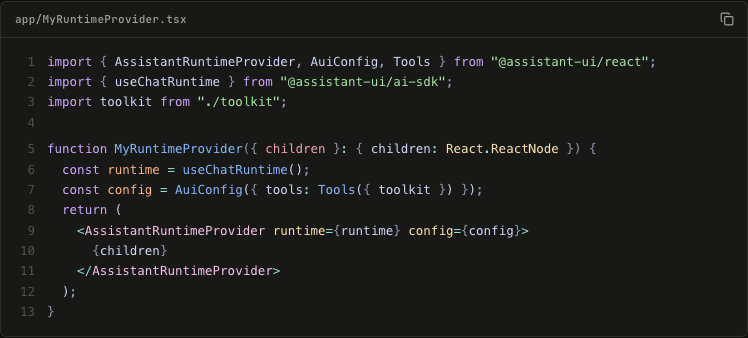 app/MyRuntimeProvider.tsx
1 import { AssistantRuntimeProvider, AuiConfig, Tools } from "@assistant-ui/react";
2 import { useChatRuntime } from "@assistant-ui/ai-sdk";
3 import toolkit from "./toolkit";
4
5 function MyRuntimeProvider({ children }: { children: React.ReactNode }) {
6   const runtime = useChatRuntime();
7   const config = AuiConfig({ tools: Tools({ toolkit }) });
8   return (
9     <AssistantRuntimeProvider runtime={runtime} config={config}>
10       {children}
11     </AssistantRuntimeProvider>
12   );
13 }